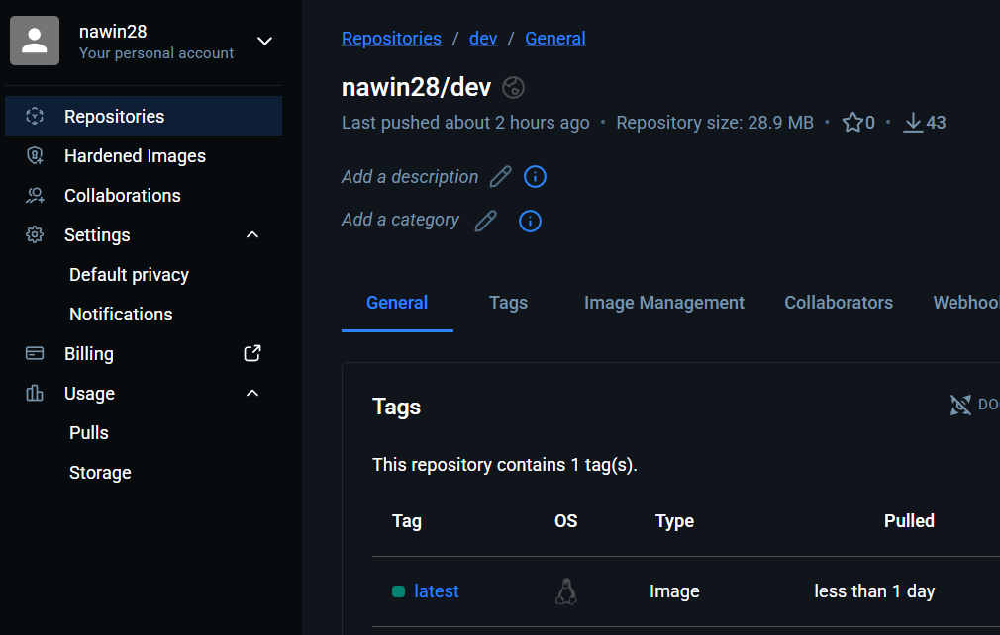 nawin28
Your personal account
Repositories
Hardened Images
Collaborations
Settings
Default privacy
Notifications
Billing
Usage
Pulls
Storage
Repositories / dev / General
nawin28/dev
Last pushed about 2 hours ago • Repository size: 28.9 MB • 0 • 43
Add a description
Add a category
General Tags Image Management Collaborators Webhoo
Tags
DO
This repository contains 1 tag(s).
Tag OS Type Pulled
latest Image less than 1 day